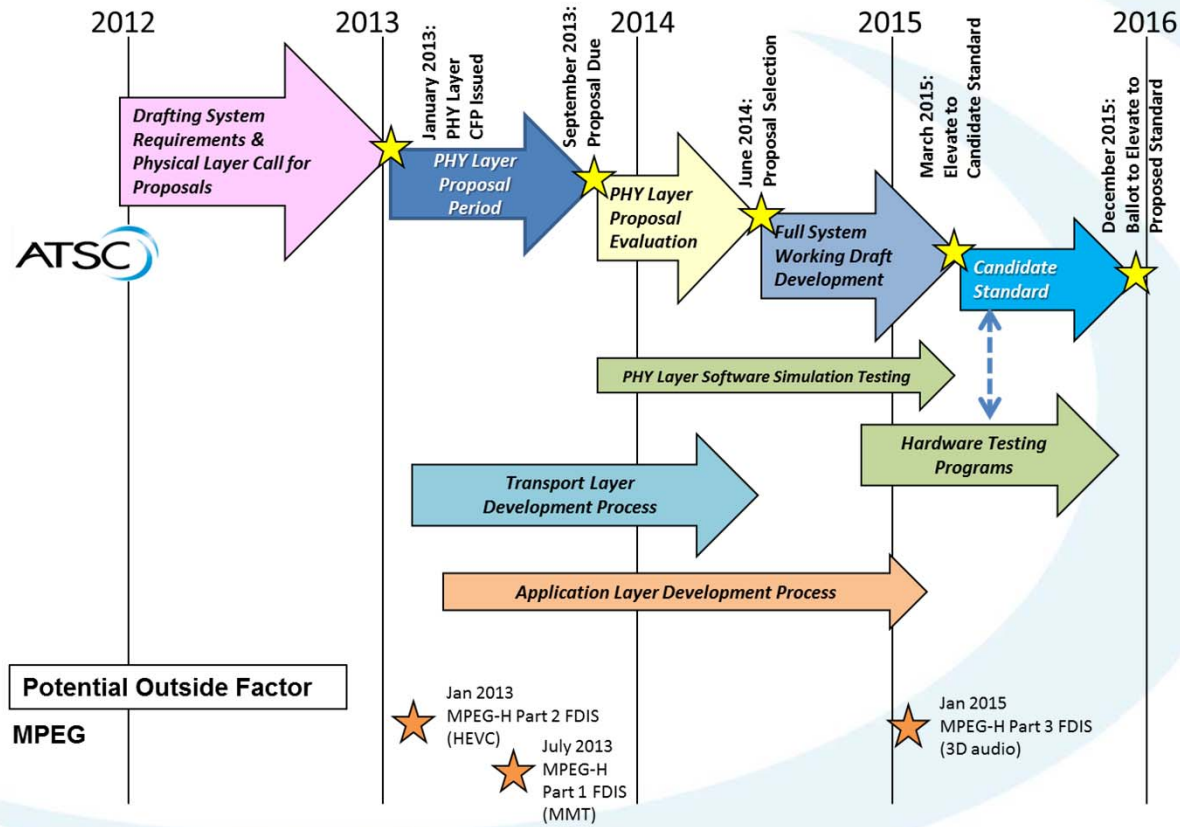 2012
2013
2014
2015
2016
January 2013:
PHY Layer
CFP Issued
September 2013:
Proposal Due
June 2014:
Proposal Selection
March 2015:
Elevate to
Candidate Standard
December 2015:
Ballot to Elevate to
Proposed Standard
Drafting System
Requirements &
Physical Layer Call for
Proposals
PHY Layer
Proposal
Period
PHY Layer
Proposal
Evaluation
Full System
Working Draft
Development
Candidate
Standard
ATSC
PHY Layer Software Simulation Testing
Hardware Testing
Programs
Transport Layer
Development Process
Application Layer Development Process
Potential Outside Factor
MPEG
Jan 2013
MPEG-H Part 2 FDIS
(HEVC)
July 2013
MPEG-H
Part 1 FDIS
(MMT)
Jan 2015
MPEG-H Part 3 FDIS
(3D audio)